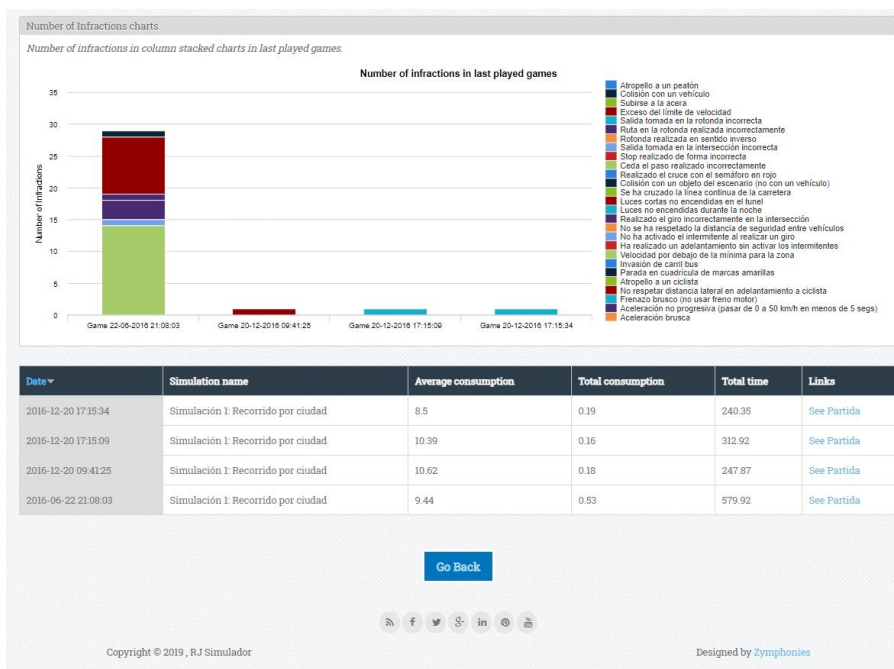 Number of Infractions charts
Number of infractions in column stacked charts in last played games.
Number of infractions in last played games
Number of Infractions
35
30
25
20
15
10
5
0
Game 22-06-2016 21:08:03
Game 20-12-2016 09:41:25
Game 20-12-2016 17:15:09
Game 20-12-2016 17:15:34
Atropello a un peatón
Colisión con un vehículo
Subirse a la acera
Exceso del límite de velocidad
Salida tomada en la rotonda incorrecta
Ruta en la rotonda realizada incorrectamente
Rotonda realizada en sentido inverso
Salida tomada en la intersección incorrecta
Stop realizado de forma incorrecta
Ceda el paso realizado incorrectamente
Realizado el cruce con el semáforo en rojo
Colisión con un objeto del escenario (no con un vehículo)
Se ha cruzado la línea continua de la carretera
Luces cortas no encendidas en el tunel
Luces no encendidas durante la noche
Realizado el giro incorrectamente en la intersección
No se ha respetado la distancia de seguridad entre vehículos
No ha activado el intermitente al realizar un giro
Ha realizado un adelantamiento sin activar los intermitentes
Velocidad por debajo de la mínima para la zona
Invasión de carril bus
Parada en cuadrícula de marcas amarillas
Atropello a un ciclista
No respetar distancia lateral en adelantamiento a ciclista
Frenazo brusco (no usar freno motor)
Aceleración no progresiva (pasar de 0 a 50 km/h en menos de 5 segs)
Aceleración brusca
Date Simulation name Average consumption Total consumption Total time Links
2016-12-20 17:15:34 Simulación 1: Recorrido por ciudad 8.5 0.19 240.35 See Partida
2016-12-20 17:15:09 Simulación 1: Recorrido por ciudad 10.39 0.16 312.92 See Partida
2016-12-20 09:41:25 Simulación 1: Recorrido por ciudad 10.62 0.18 247.87 See Partida
2016-06-22 21:08:03 Simulación 1: Recorrido por ciudad 9.44 0.53 579.92 See Partida
Go Back
Copyright © 2019 , RJ Simulador
Designed by Zymphonies